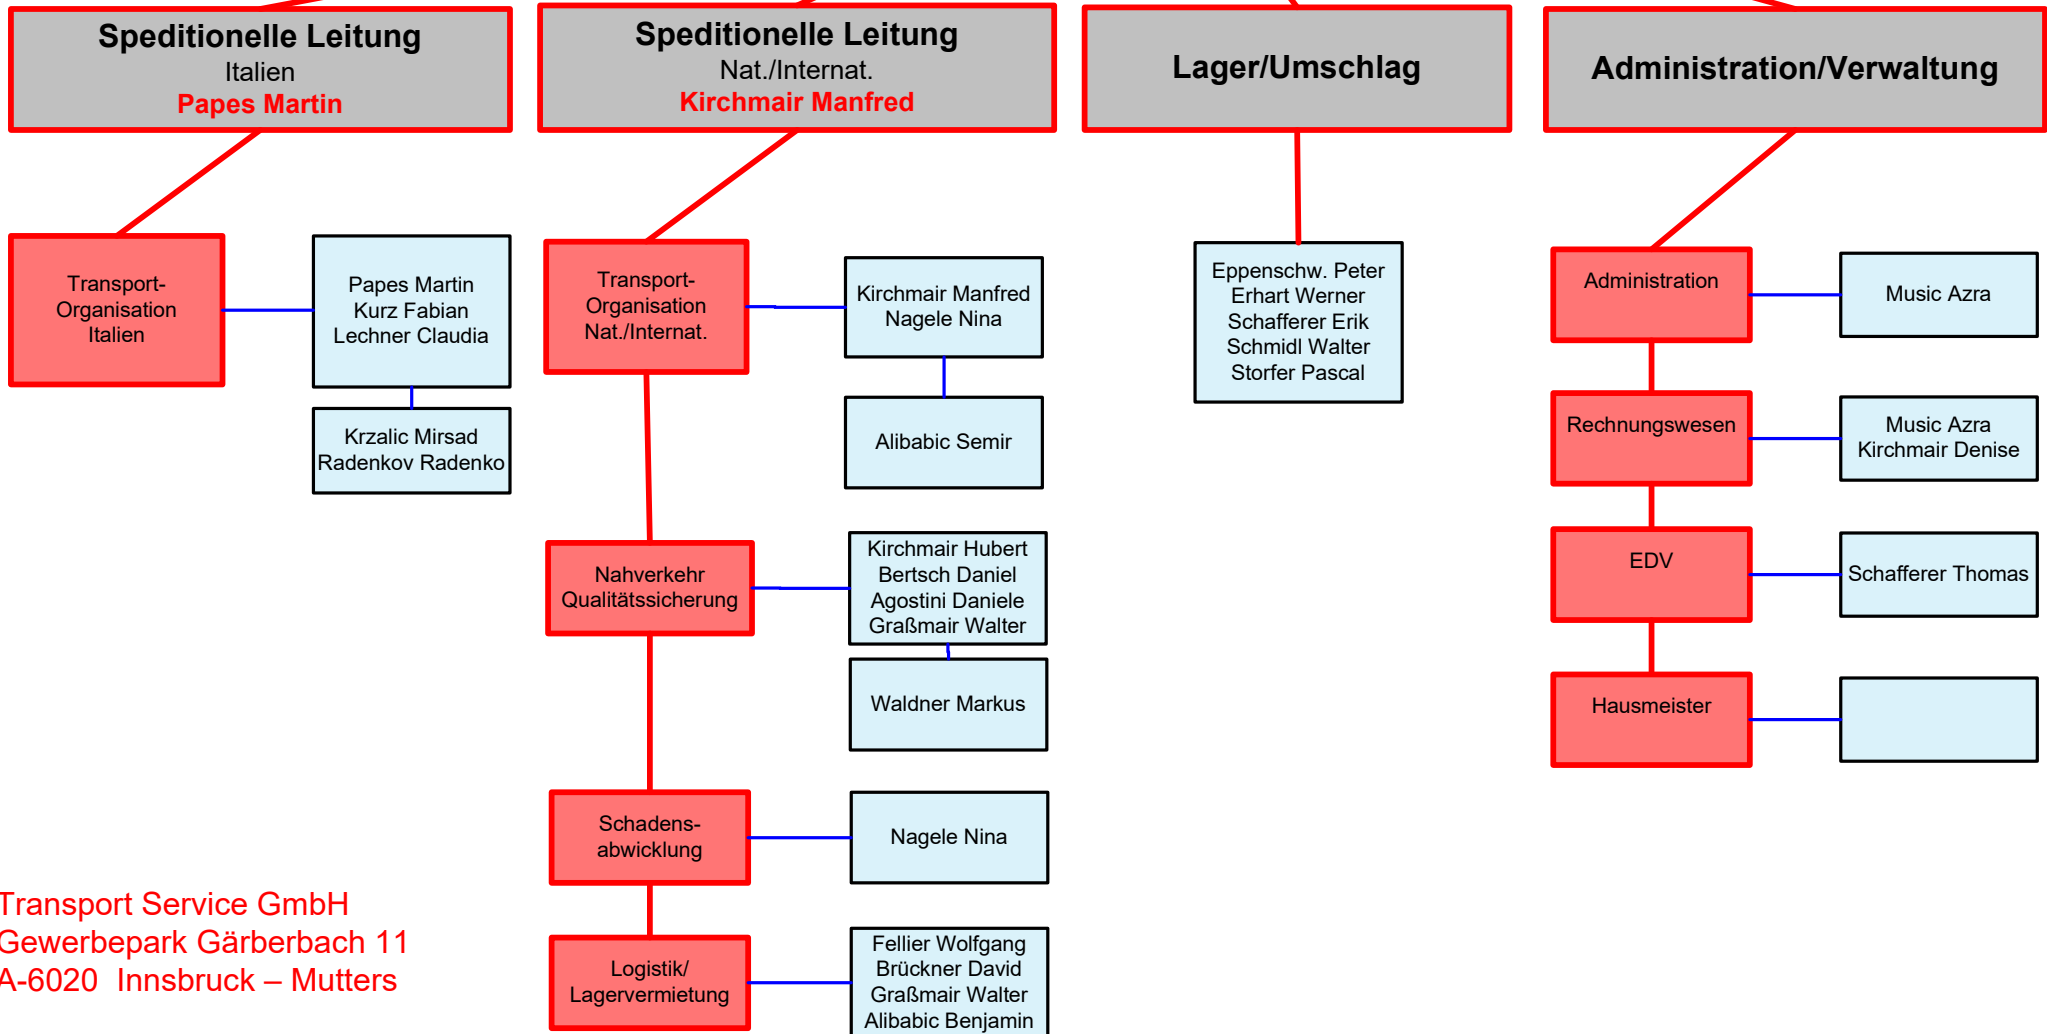 Speditionelle Leitung
Italien
Papes Martin
Speditionelle Leitung
Nat./Internat.
Kirchmair Manfred
Lager/Umschlag
Administration/Verwaltung
Transport-
Organisation
Italien
Papes Martin
Kurz Fabian
Lechner Claudia
Krzalic Mirsad
Radenkov Radenko
Transport-
Organisation
Nat./Internat.
Kirchmair Manfred
Nagele Nina
Alibabic Semir
Nahverkehr
Qualitätssicherung
Kirchmair Hubert
Bertsch Daniel
Agostini Daniele
Graßmair Walter
Waldner Markus
Schadens-
abwicklung
Nagele Nina
Logistik/
Lagervermietung
Fellier Wolfgang
Brückner David
Graßmair Walter
Alibabic Benjamin
Eppenschw. Peter
Erhart Werner
Schafferer Erik
Schmidl Walter
Storfer Pascal
Administration
Music Azra
Rechnungswesen
Music Azra
Kirchmair Denise
EDV
Schafferer Thomas
Hausmeister
Transport Service GmbH
Gewerbepark Gärberbach 11
A-6020 Innsbruck – Mutters